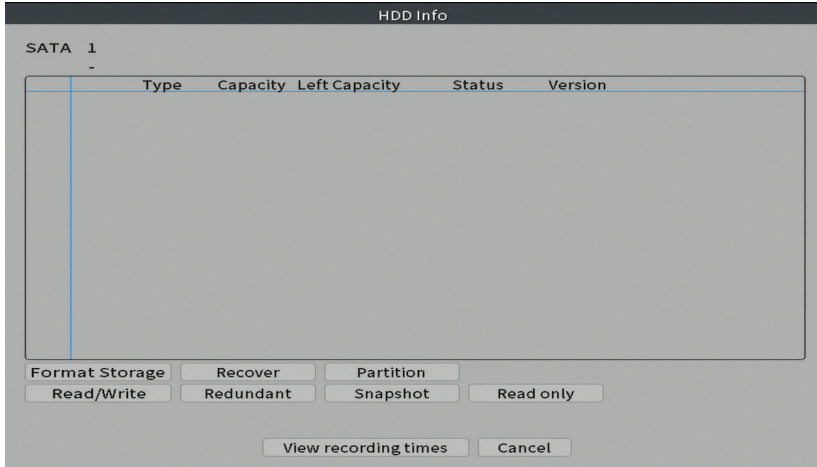 HDD Info
SATA 1
-
Type Capacity Left Capacity Status Version
Format Storage Recover Partition
Read/Write Redundant Snapshot Read only
View recording times Cancel